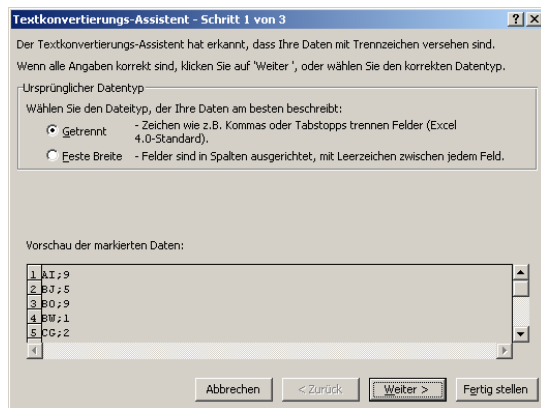 Textkonvertierungs-Assistent - Schritt 1 von 3
Der Textkonvertierungs-Assistent hat erkannt, dass Ihre Daten mit Trennzeichen versehen sind.
Wenn alle Angaben korrekt sind, klicken Sie auf 'Weiter ', oder wählen Sie den korrekten Datentyp.
Ursprünglicher Datentyp
Wählen Sie den Dateityp, der Ihre Daten am besten beschreibt:
Getrennt - Zeichen wie z.B. Kommas oder Tabstopps trennen Felder (Excel
4.0-Standard).
Feste Breite - Felder sind in Spalten ausgerichtet, mit Leerzeichen zwischen jedem Feld.
Vorschau der markierten Daten:
1 AI;9
2 BJ;5
3 BO;9
4 BW;1
5 CG;2
Abbrechen < Zurück Weiter > Fertig stellen